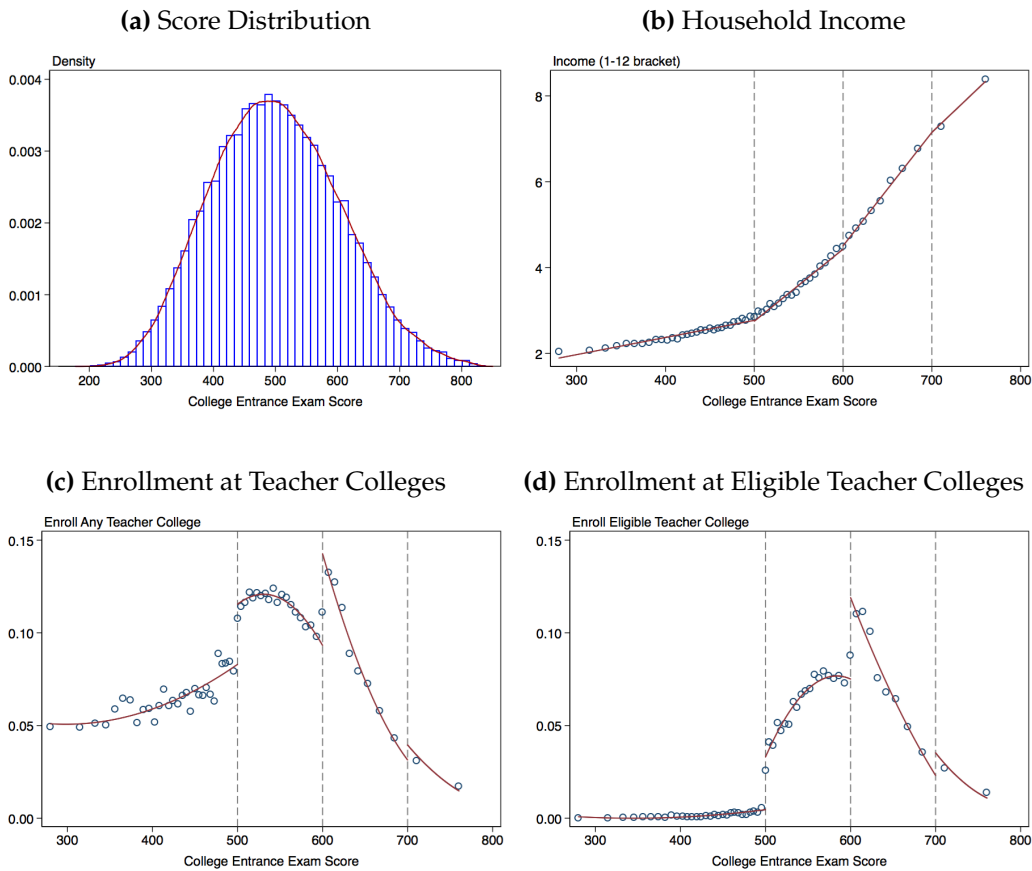 (a) Score Distribution
Density
0.004
0.003
0.002
0.001
0.000
200 300 400 500 600 700 800
College Entrance Exam Score
(b) Household Income
Income (1-12 bracket)
8
6
4
2
300 400 500 600 700 800
College Entrance Exam Score
(c) Enrollment at Teacher Colleges
Enroll Any Teacher College
0.15
0.10
0.05
0.00
300 400 500 600 700 800
College Entrance Exam Score
(d) Enrollment at Eligible Teacher Colleges
Enroll Eligible Teacher College
0.15
0.10
0.05
0.00
300 400 500 600 700 800
College Entrance Exam Score